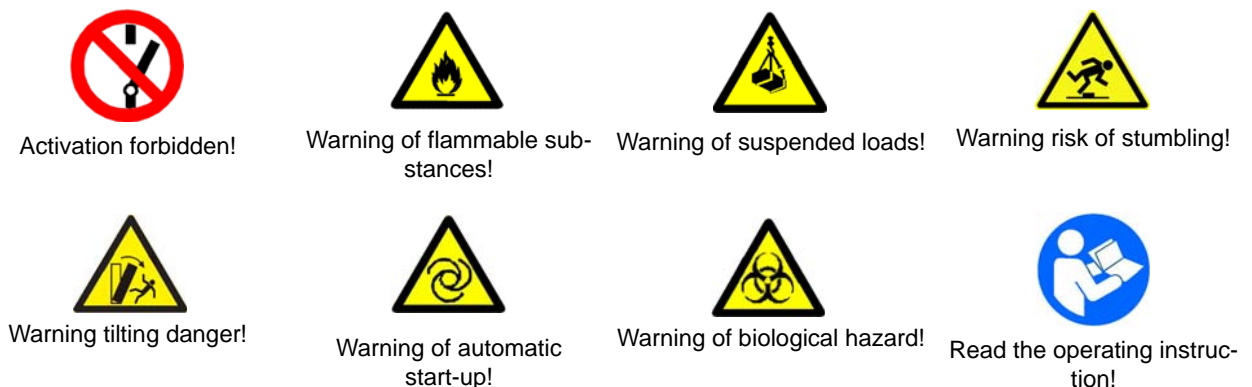 Activation forbidden!
Warning of flammable sub-
stances!
Warning of suspended loads!
Warning risk of stumbling!
Warning tilting danger!
Warning of automatic
start-up!
Warning of biological hazard!
Read the operating instruc-
tion!